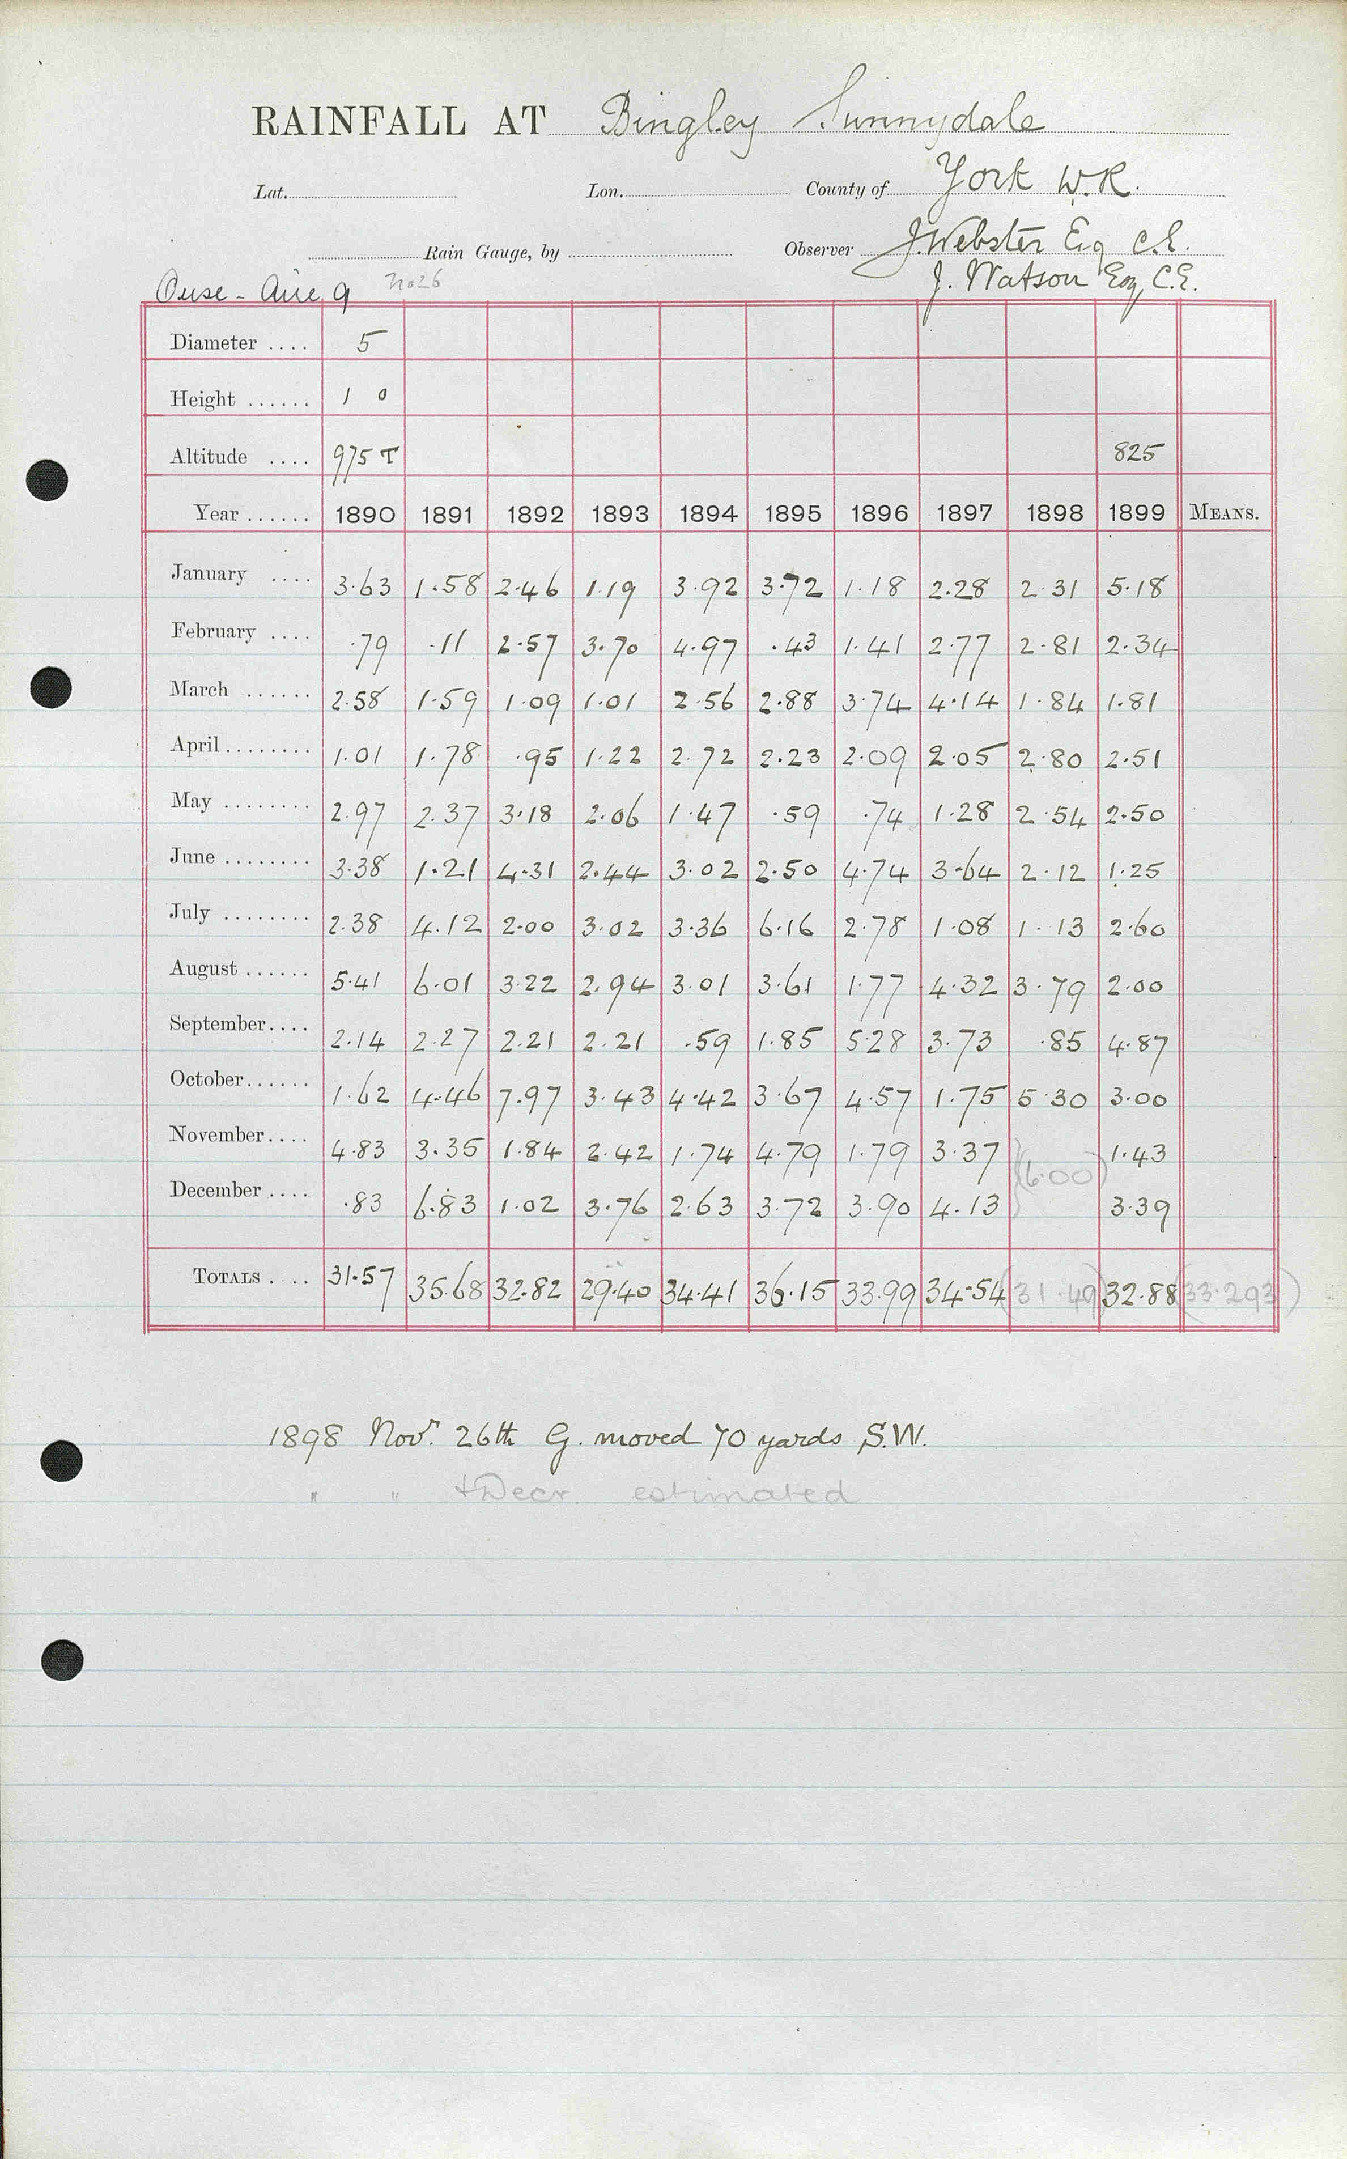 RAINFALL AT Bingley Sunnydale
Lat. Lon. County of York W.R.
Rain Gauge, by Observer J. Webster Esq C.E.
Ouse - Aire 9 No 26 J. Watson Esq, C.E.
Diameter .... 5
Height ...... 1 0
Altitude .... 975 T 825
Year ...... 1890 1891 1892 1893 1894 1895 1896 1897 1898 1899 MEANS.
January .... 3.63 1.58 2.46 1.19 3.92 3.72 1.18 2.28 2.31 5.18
February .... .79 .11 2.57 3.70 4.97 .43 1.41 2.77 2.81 2.34
March ...... 2.58 1.59 1.09 1.01 2.56 2.88 3.74 4.14 1.84 1.81
April ........ 1.01 1.78 .95 1.22 2.72 2.23 2.09 2.05 2.80 2.51
May ........ 2.97 2.37 3.18 2.06 1.47 .59 .74 1.28 2.54 2.50
June ........ 3.38 1.21 4.31 2.44 3.02 2.50 4.74 3.64 2.12 1.25
July ........ 2.38 4.12 2.00 3.02 3.36 6.16 2.78 1.08 1.13 2.60
August ...... 5.41 6.01 3.22 2.94 3.01 3.61 1.77 4.32 3.79 2.00
September .... 2.14 2.27 2.21 2.21 .59 1.85 5.28 3.73 .85 4.87
October ...... 1.62 4.46 7.97 3.43 4.42 3.67 4.57 1.75 5.30 3.00
November .... 4.83 3.35 1.84 2.42 1.74 4.79 1.79 3.37 (6.00) 1.43
December .... .83 6.83 1.02 3.76 2.63 3.72 3.90 4.13 3.39
TOTALS .... 31.57 35.68 32.82 29.40 34.41 36.15 33.99 34.54 (31.49) 32.88 (33.293)
1898 Novr. 26th G. moved 70 yards S.W.
" " + Decr. estimated